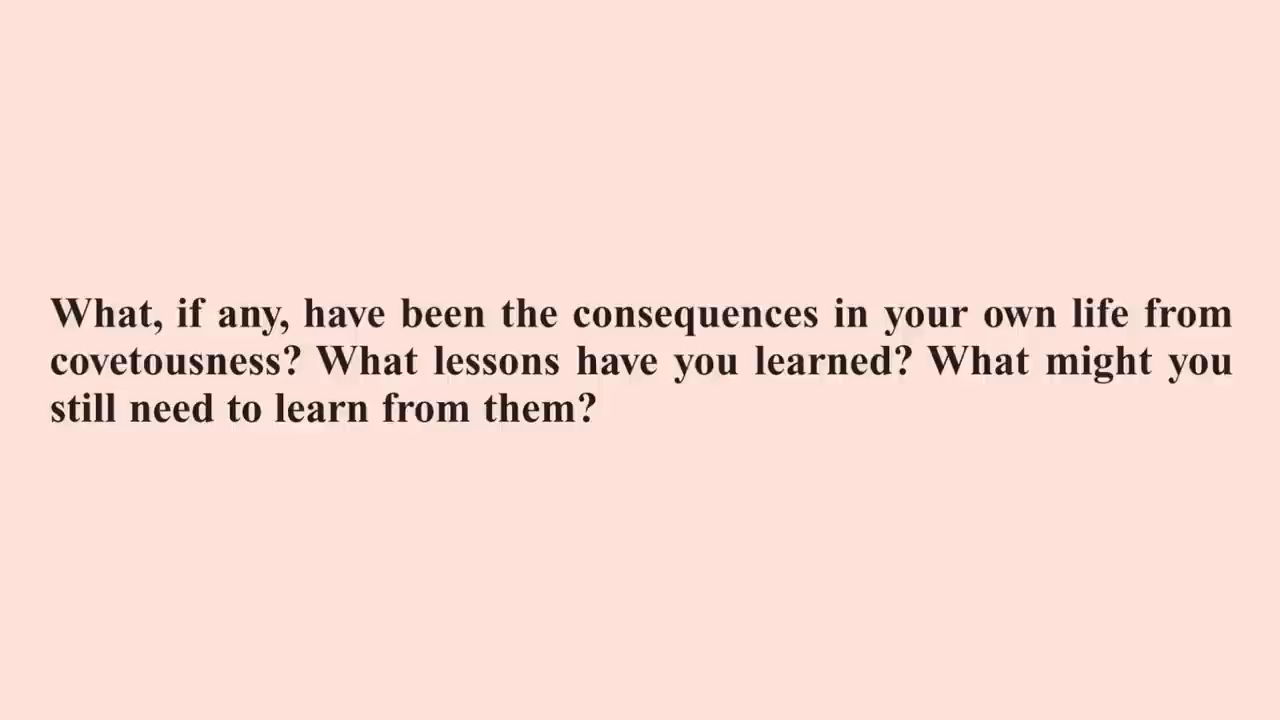 What, if any, have been the consequences in your own life from
covetousness? What lessons have you learned? What might you
still need to learn from them?